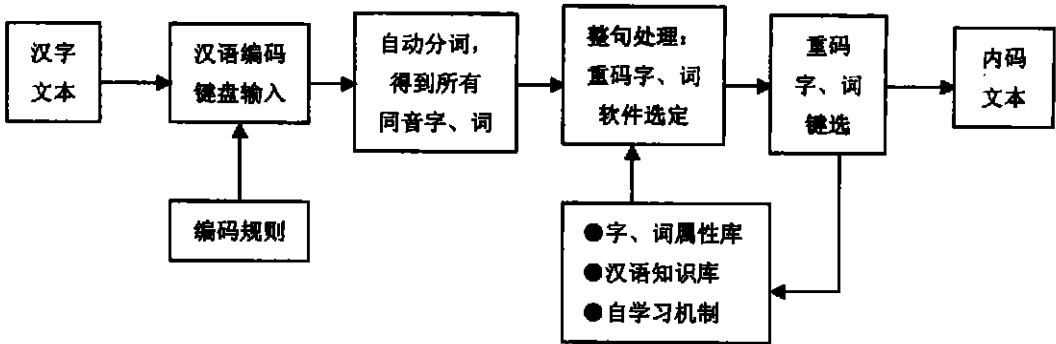 汉字
文本
汉语编码
键盘输入
自动分词，
得到所有
同音字、词
整句处理：
重码字、词
软件选定
重码
字、词
键选
内码
文本
编码规则
●字、词属性库
●汉语知识库
●自学习机制